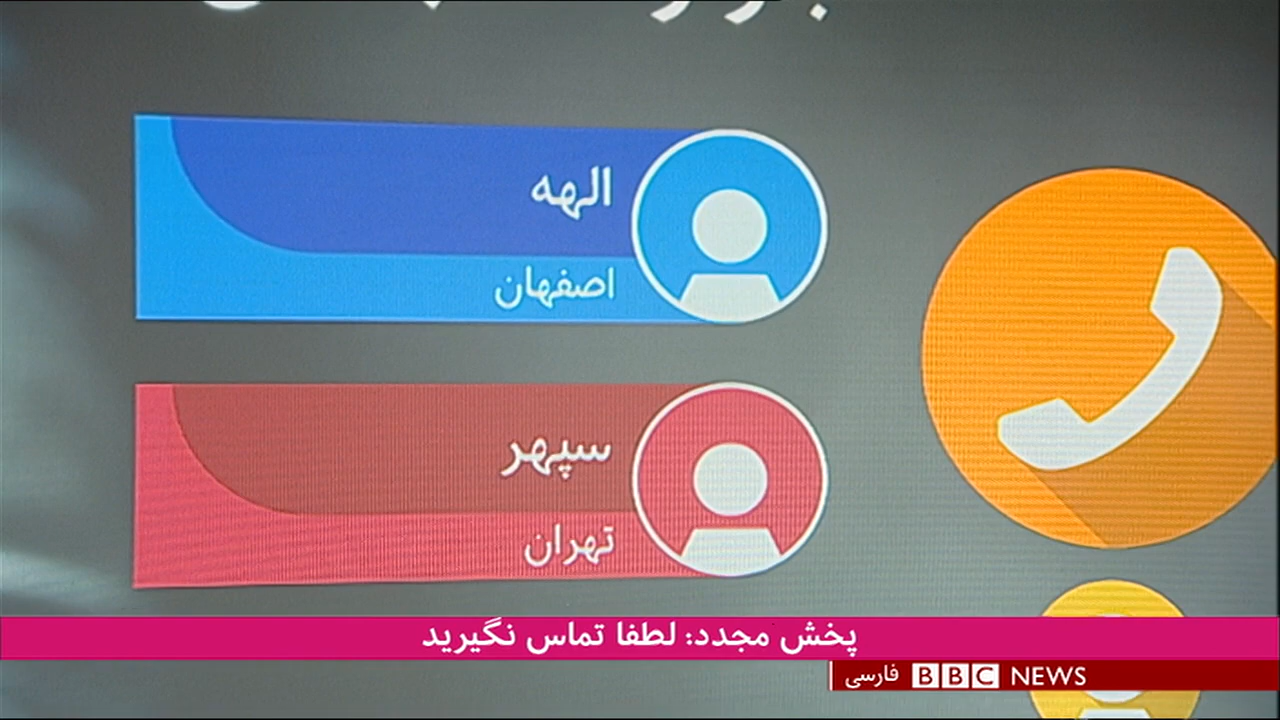 الهه
اصفهان
سپهر
تهران
پخش مجدد: لطفا تماس نگیرید
BBC NEWS فارسی